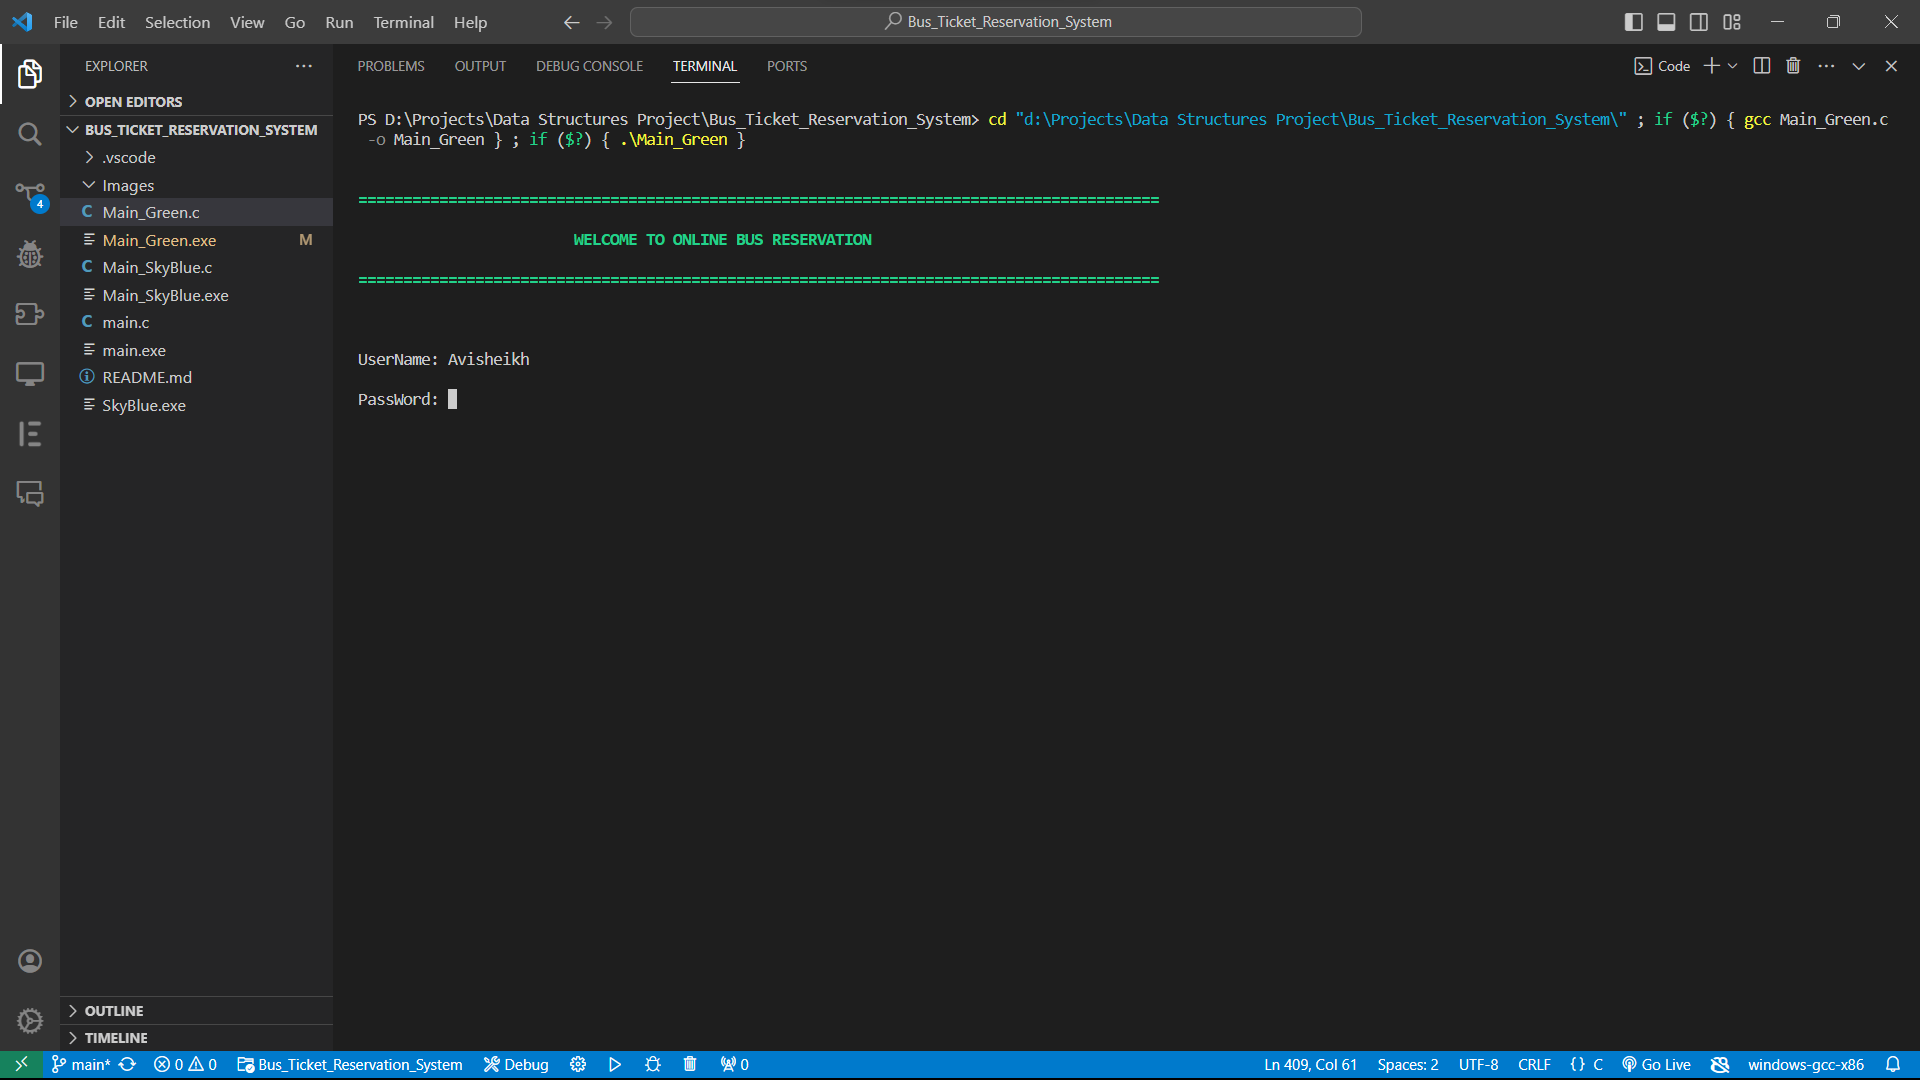 File Edit Selection View Go Run Terminal Help
Bus_Ticket_Reservation_System
EXPLORER
OPEN EDITORS
BUS_TICKET_RESERVATION_SYSTEM
.vscode
Images
C Main_Green.c
Main_Green.exe M
C Main_SkyBlue.c
Main_SkyBlue.exe
C main.c
main.exe
README.md
SkyBlue.exe
4
OUTLINE
TIMELINE
PROBLEMS OUTPUT DEBUG CONSOLE TERMINAL PORTS
Code
PS D:\Projects\Data Structures Project\Bus_Ticket_Reservation_System> cd "d:\Projects\Data Structures Project\Bus_Ticket_Reservation_System\" ; if ($?) { gcc Main_Green.c
-o Main_Green } ; if ($?) { .\Main_Green }
=========================================================================================
WELCOME TO ONLINE BUS RESERVATION
=========================================================================================
UserName: Avisheikh
PassWord:
main* 0 0 Bus_Ticket_Reservation_System Debug 0 Ln 409, Col 61 Spaces: 2 UTF-8 CRLF {} C Go Live windows-gcc-x86